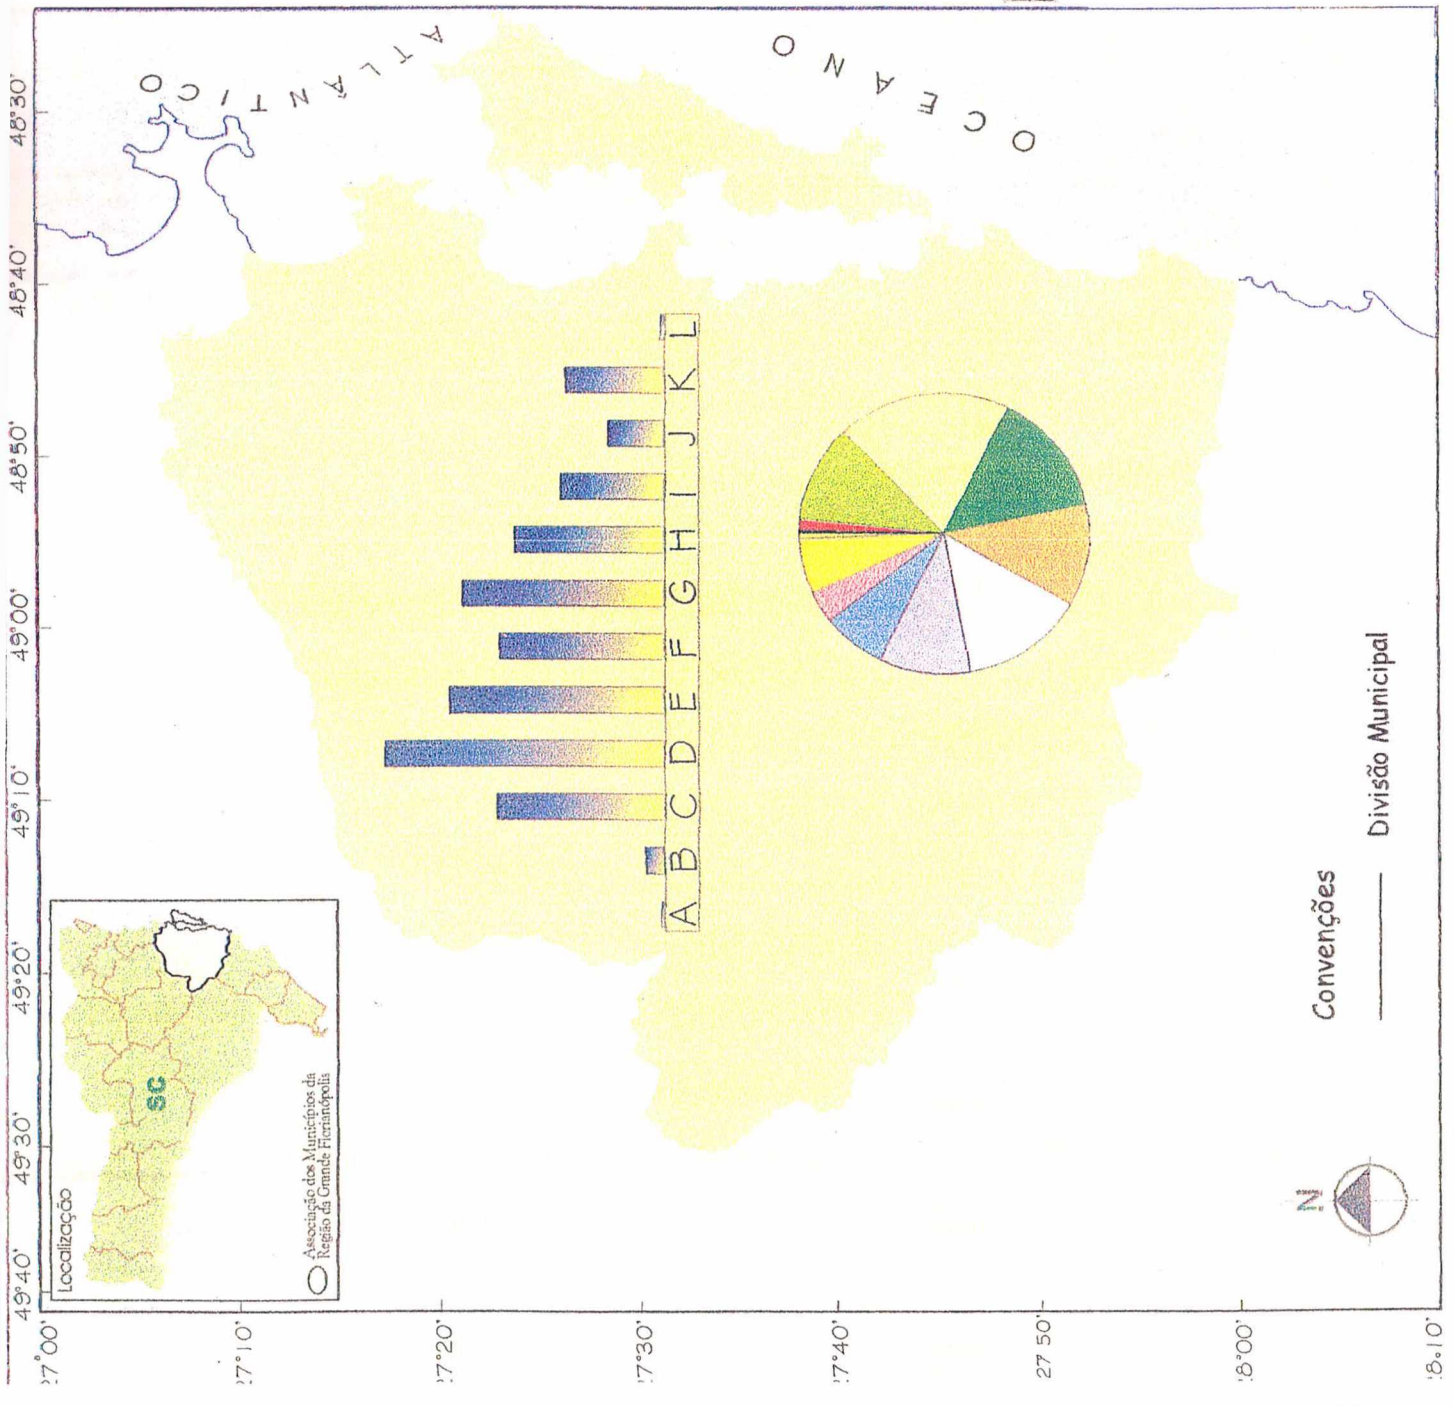 49°40'
49°30'
49°20'
49°10'
49°00'
48°50'
48°40'
48°30'
27°00'
27°10'
27°20'
27°30'
27°40'
27 50'
8°00'
8°10'
Localização
SC
Associação dos Municípios da
Região da Grande Florianópolis
OCEANO
ATLÂNTICO
A B C D E F G H I J K L
Convenções
Divisão Municipal
N